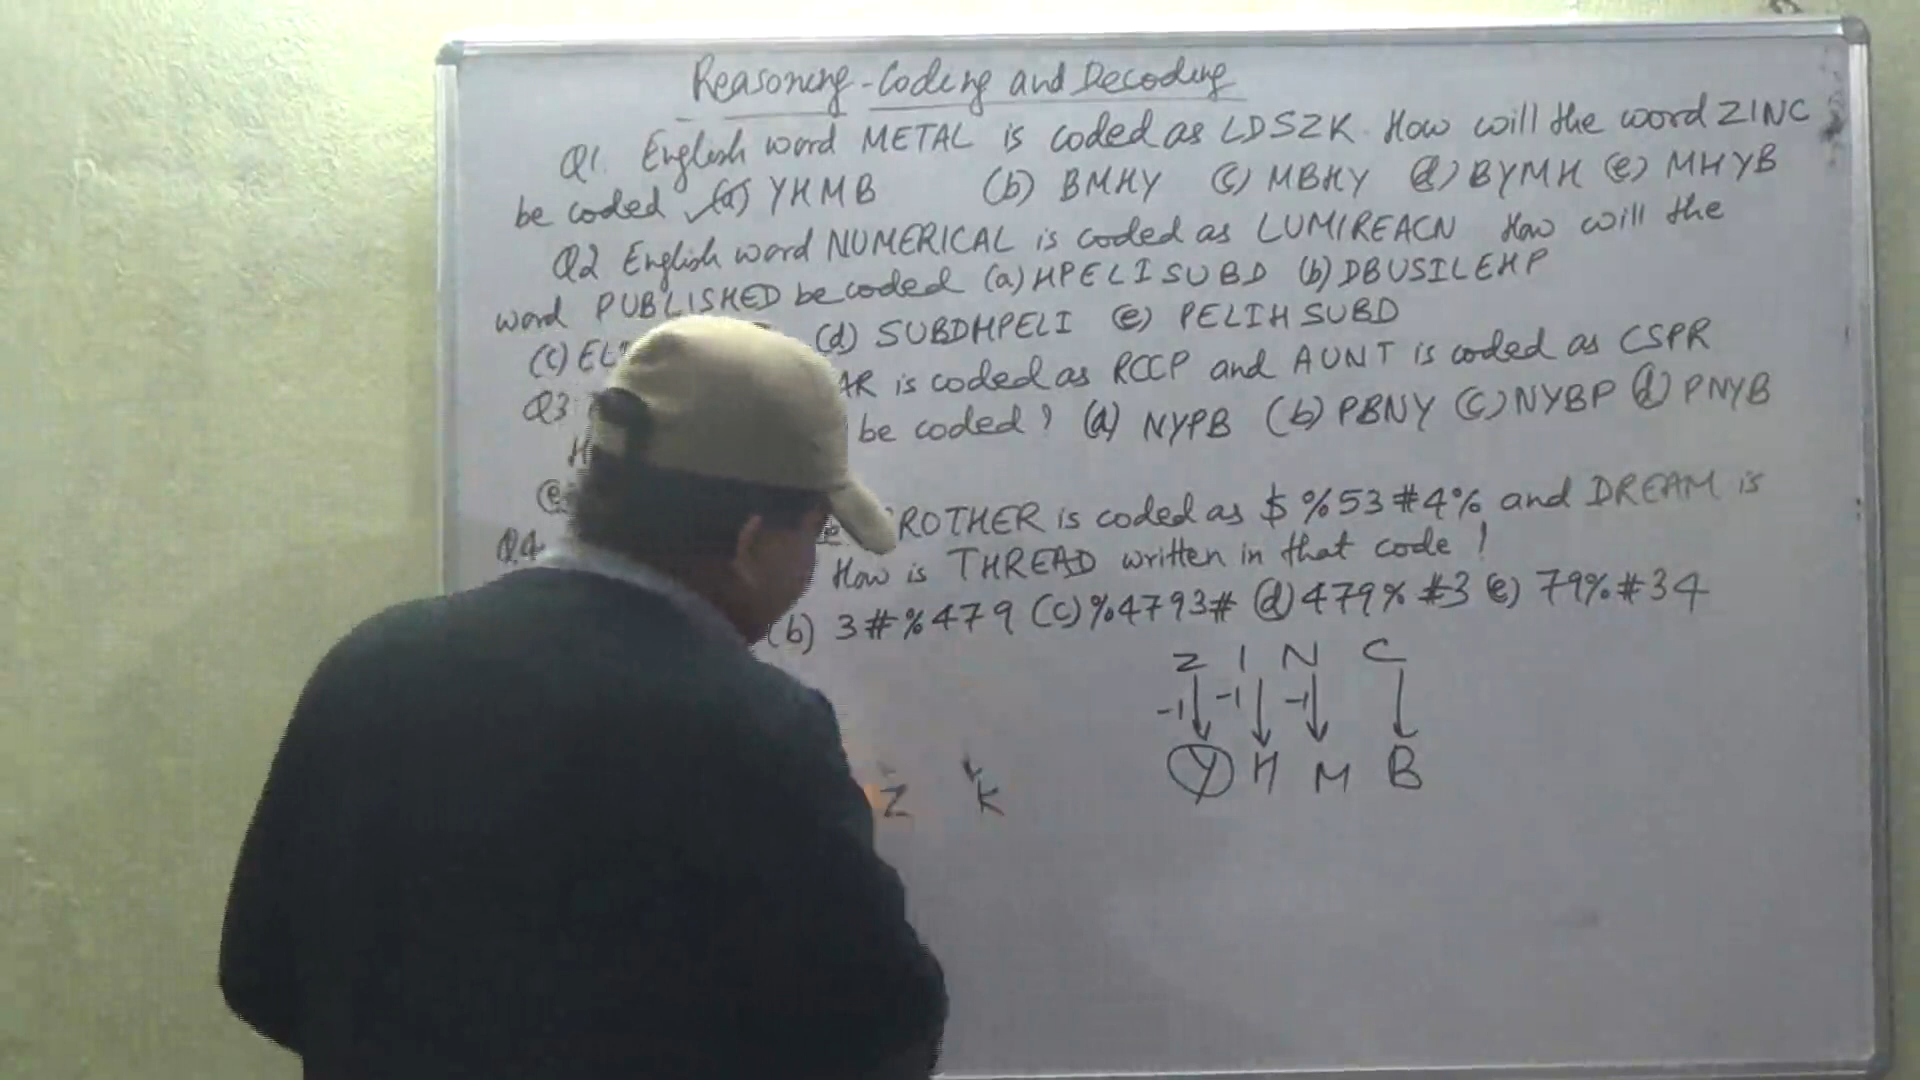 Reasoning-Coding and Decoding
Q1. English word METAL is coded as LDSZK. How will the word ZINC
be coded (a) YHMB (b) BMHY (c) MBHY (d) BYMH (e) MHYB
Q2 English word NUMERICAL is coded as LUMIREACN How will the
word PUBLISHED be coded (a) HPELISUBD (b) DBUSILEHP
(c) (d) SUBDHPELI (e) PELIHSUBD
Q3 AR is coded as RCCP and AUNT is coded as CSPR
be coded? (a) NYPB (b) PBNY (c) NYBP (d) PNYB
Q4 ROTHER is coded as $%53#4% and DREAM is
How is THREAD written in that code!
(b) 3#%479 (c) %4793# (d) 479%#3 (e) 79%#34
Z I N C
-1 -1 -1
Y H M B
Z K